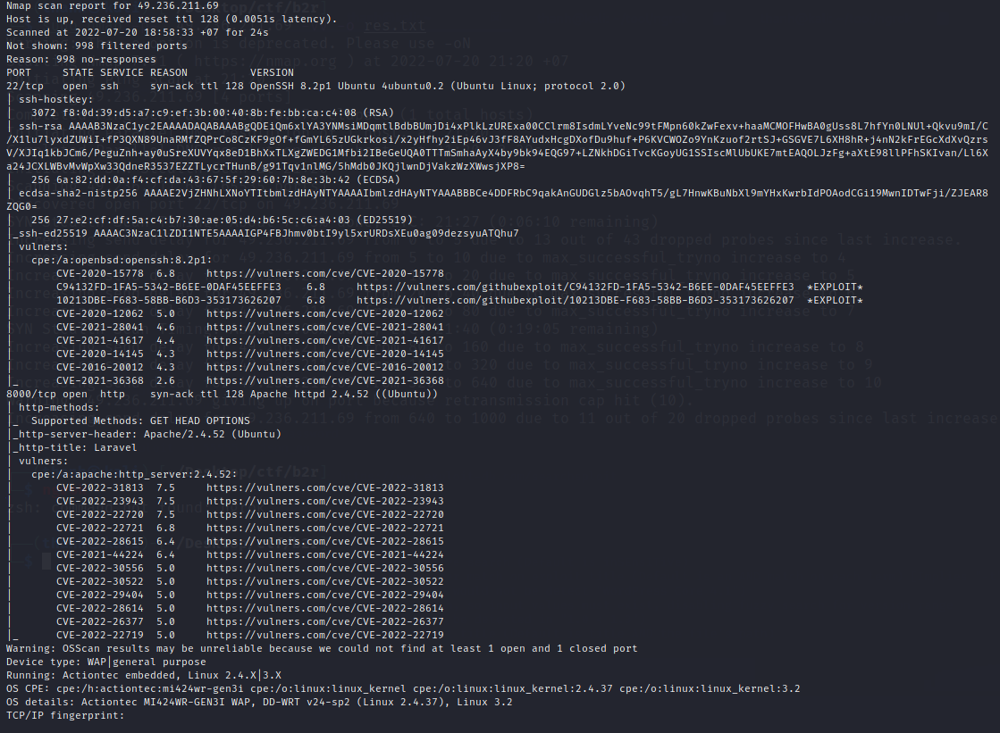 Nmap scan report for 49.236.211.69
Host is up, received reset ttl 128 (0.0051s latency).
Scanned at 2022-07-20 18:58:33 +07 for 24s
Not shown: 998 filtered ports
Reason: 998 no-responses
PORT     STATE SERVICE REASON          VERSION
22/tcp   open  ssh     syn-ack ttl 128 OpenSSH 8.2p1 Ubuntu 4ubuntu0.2 (Ubuntu Linux; protocol 2.0)
| ssh-hostkey:
|   3072 f8:0d:39:d5:a7:c9:ef:3b:00:40:8b:fe:bb:ca:c4:08 (RSA)
| ssh-rsa AAAAB3NzaC1yc2EAAAADAQABAAABgQDEiQm6xlYA3YNMsiMDqmtlBdbBUmjDi4xPlkLzURExa00CClrm8IsdmLYveNc99tFMpn60kZwFexv+haaMCMOFHwBA0gUss8L7hfYn0LNUl+Qkvu9mI/C
/X1lu7lyxdZUWiI+fP3QXN89UnaRMfZQPrCo8CzKF9gOf+fGmYL65zUGkrkosi/x2yHfhy2iEp46vJ3fF8AYudxHcgDXofDu9huf+P6KVCWOZo9YnKzuof2rtSJ+GSGVE7L6XH8hR+j4nN2kFrEGcXdXvQzrs
V/XJIq1kbJCm6/PeguZnh+ay0uSreXUVYqx8eD1BhXxTLXgZWEDG1Mfbi2IBeGeUQA0TTTmSmhaAyX4by9bk94EQG97+LZNkhDGiTvcKGoyUG1SSIscMlUbUKE7mtEAQOLJzFg+aXtE98llPFhSKIvan/Ll6X
a24JCXLWBvMvWpXw33QdneR3537EZZTLycrTHunB/g91Tqv1nlMG/5hMdb0JKQjlwnDjVakzWzXWwsjXP8=
|   256 6a:82:dd:0a:f4:cf:da:43:67:5f:29:60:7b:8e:3b:42 (ECDSA)
| ecdsa-sha2-nistp256 AAAAE2VjZHNhLXNoYTItbmlzdHAyNTYAAAAIbmlzdHAyNTYAAABBBCe4DDFRbC9qakAnGUDGlz5bAOvqhT5/gL7HnwKBuNbXl9mYHxKwrbIdPOAodCGi19MwnIDTwFji/ZJEAR8
ZQG0=
|   256 27:e2:cf:df:5a:c4:b7:30:ae:05:d4:b6:5c:c6:a4:03 (ED25519)
|_ssh-ed25519 AAAAC3NzaC1lZDI1NTE5AAAAIGP4FBJhmv0btI9yl5xrURDsXEu0ag09dezsyuATQhu7
| vulners:
|   cpe:/a:openbsd:openssh:8.2p1:
|       CVE-2020-15778  6.8     https://vulners.com/cve/CVE-2020-15778
|       C94132FD-1FA5-5342-B6EE-0DAF45EEFFE3    6.8     https://vulners.com/githubexploit/C94132FD-1FA5-5342-B6EE-0DAF45EEFFE3  *EXPLOIT*
|       10213DBE-F683-58BB-B6D3-353173626207    6.8     https://vulners.com/githubexploit/10213DBE-F683-58BB-B6D3-353173626207  *EXPLOIT*
|       CVE-2020-12062  5.0     https://vulners.com/cve/CVE-2020-12062
|       CVE-2021-28041  4.6     https://vulners.com/cve/CVE-2021-28041
|       CVE-2021-41617  4.4     https://vulners.com/cve/CVE-2021-41617
|       CVE-2020-14145  4.3     https://vulners.com/cve/CVE-2020-14145
|       CVE-2016-20012  4.3     https://vulners.com/cve/CVE-2016-20012
|_      CVE-2021-36368  2.6     https://vulners.com/cve/CVE-2021-36368
8000/tcp open  http    syn-ack ttl 128 Apache httpd 2.4.52 ((Ubuntu))
| http-methods:
|_  Supported Methods: GET HEAD OPTIONS
|_http-server-header: Apache/2.4.52 (Ubuntu)
|_http-title: Laravel
| vulners:
|   cpe:/a:apache:http_server:2.4.52:
|       CVE-2022-31813  7.5     https://vulners.com/cve/CVE-2022-31813
|       CVE-2022-23943  7.5     https://vulners.com/cve/CVE-2022-23943
|       CVE-2022-22720  7.5     https://vulners.com/cve/CVE-2022-22720
|       CVE-2022-22721  6.8     https://vulners.com/cve/CVE-2022-22721
|       CVE-2022-28615  6.4     https://vulners.com/cve/CVE-2022-28615
|       CVE-2021-44224  6.4     https://vulners.com/cve/CVE-2021-44224
|       CVE-2022-30556  5.0     https://vulners.com/cve/CVE-2022-30556
|       CVE-2022-30522  5.0     https://vulners.com/cve/CVE-2022-30522
|       CVE-2022-29404  5.0     https://vulners.com/cve/CVE-2022-29404
|       CVE-2022-28614  5.0     https://vulners.com/cve/CVE-2022-28614
|       CVE-2022-26377  5.0     https://vulners.com/cve/CVE-2022-26377
|_      CVE-2022-22719  5.0     https://vulners.com/cve/CVE-2022-22719
Warning: OSScan results may be unreliable because we could not find at least 1 open and 1 closed port
Device type: WAP|general purpose
Running: Actiontec embedded, Linux 2.4.X|3.X
OS CPE: cpe:/h:actiontec:mi424wr-gen3i cpe:/o:linux:linux_kernel cpe:/o:linux:linux_kernel:2.4.37 cpe:/o:linux:linux_kernel:3.2
OS details: Actiontec MI424WR-GEN3I WAP, DD-WRT v24-sp2 (Linux 2.4.37), Linux 3.2
TCP/IP fingerprint: